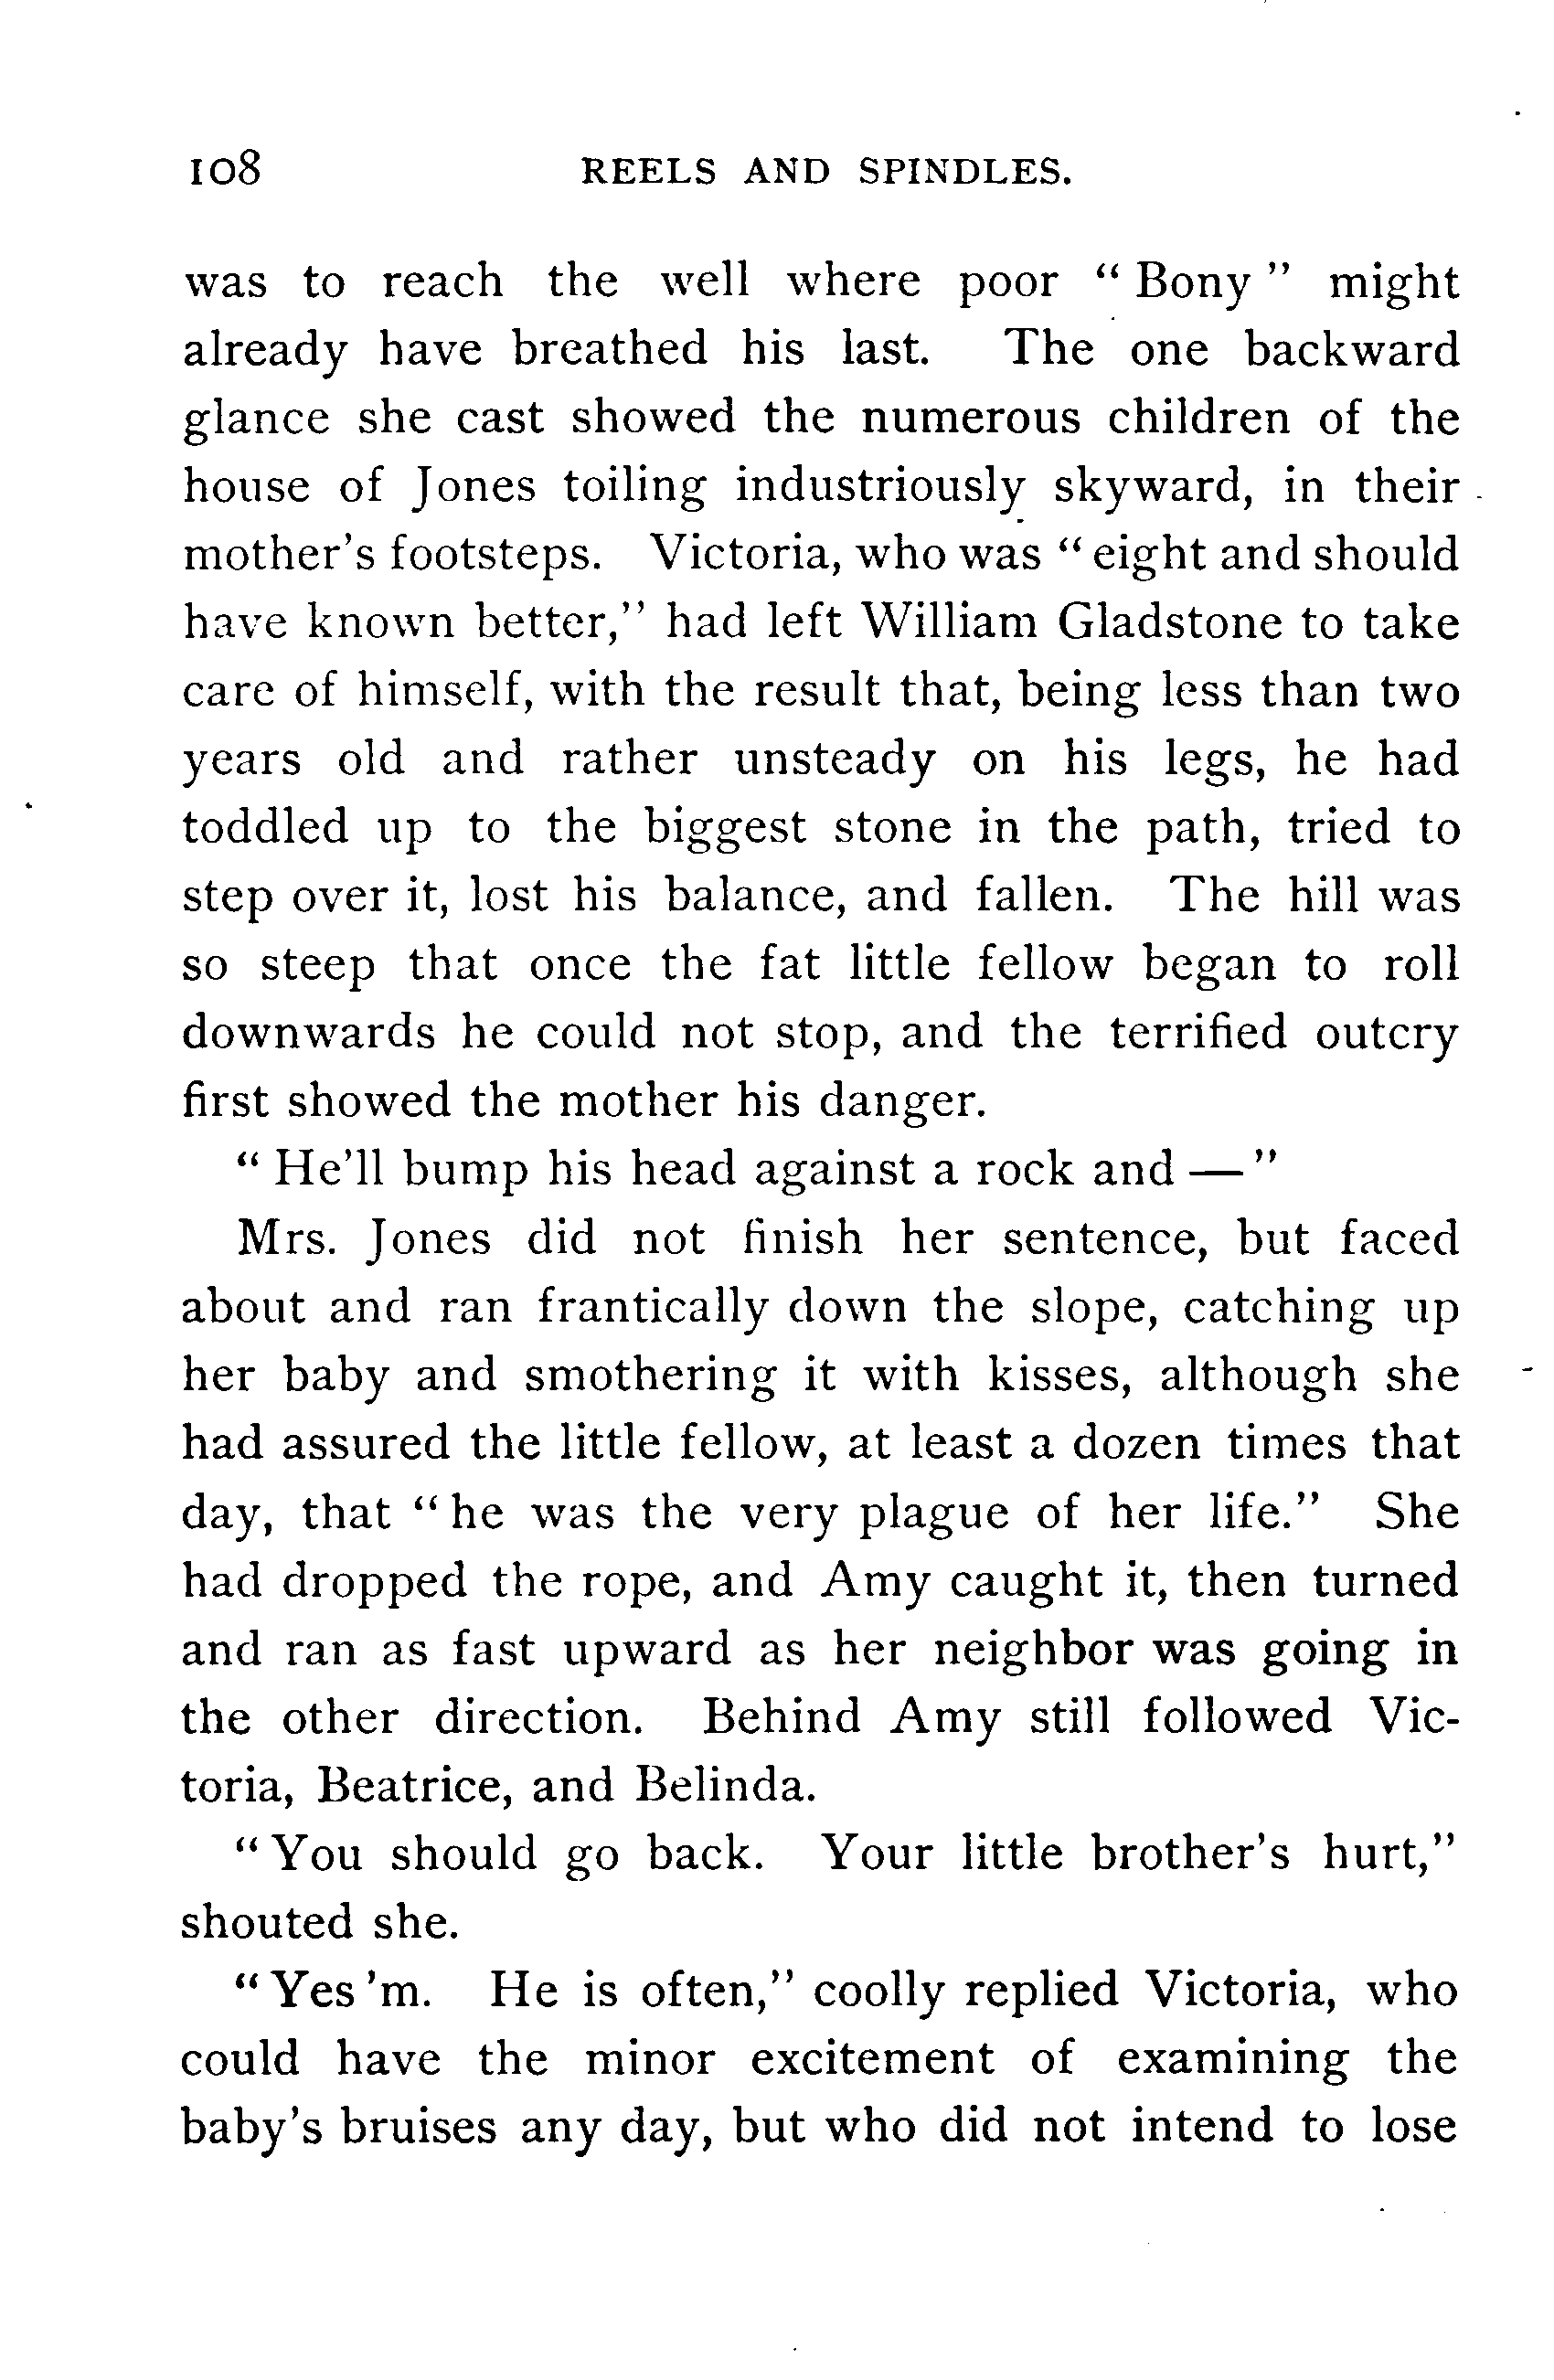 108 REELS AND SPINDLES.
was to reach the well where poor “ Bony ” might
already have breathed his last. The one backward
glance she cast showed the numerous children of the
house of Jones toiling industriously skyward, in their
mother’s footsteps. Victoria, who was “ eight and should
have known better,” had left William Gladstone to take
care of himself, with the result that, being less than two
years old and rather unsteady on his legs, he had
toddled up to the biggest stone in the path, tried to
step over it, lost his balance, and fallen. The hill was
so steep that once the fat little fellow began to roll
downwards he could not stop, and the terrified outcry
first showed the mother his danger.
“ He’ll bump his head against a rock and — ”
Mrs. Jones did not finish her sentence, but faced
about and ran frantically down the slope, catching up
her baby and smothering it with kisses, although she
had assured the little fellow, at least a dozen times that
day, that “ he was the very plague of her life.” She
had dropped the rope, and Amy caught it, then turned
and ran as fast upward as her neighbor was going in
the other direction. Behind Amy still followed Vic-
toria, Beatrice, and Belinda.
“ You should go back. Your little brother’s hurt,”
shouted she.
“ Yes ’m. He is often,” coolly replied Victoria, who
could have the minor excitement of examining the
baby’s bruises any day, but who did not intend to lose